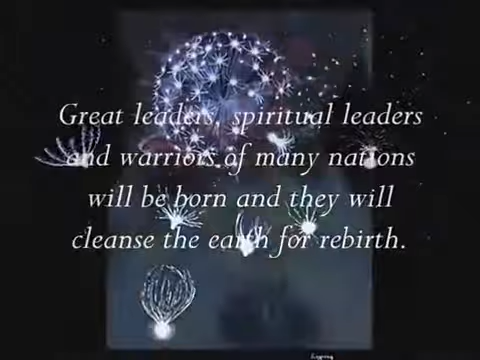 Great leaders, spiritual leaders
and warriors of many nations
will be born and they will
cleanse the earth for rebirth.